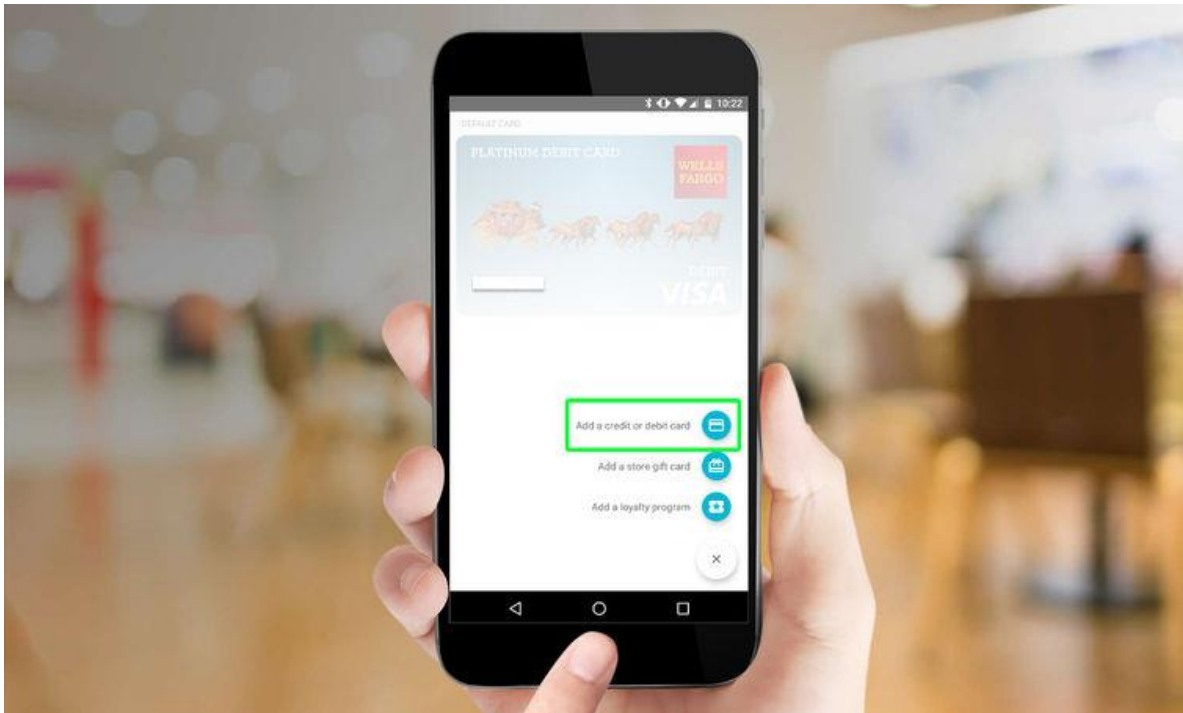 10:22
DEFAULT CARD
PLATINUM DEBIT CARD
WELLS
FARGO
DEBIT
VISA
Add a credit or debit card
Add a store gift card
Add a loyalty program